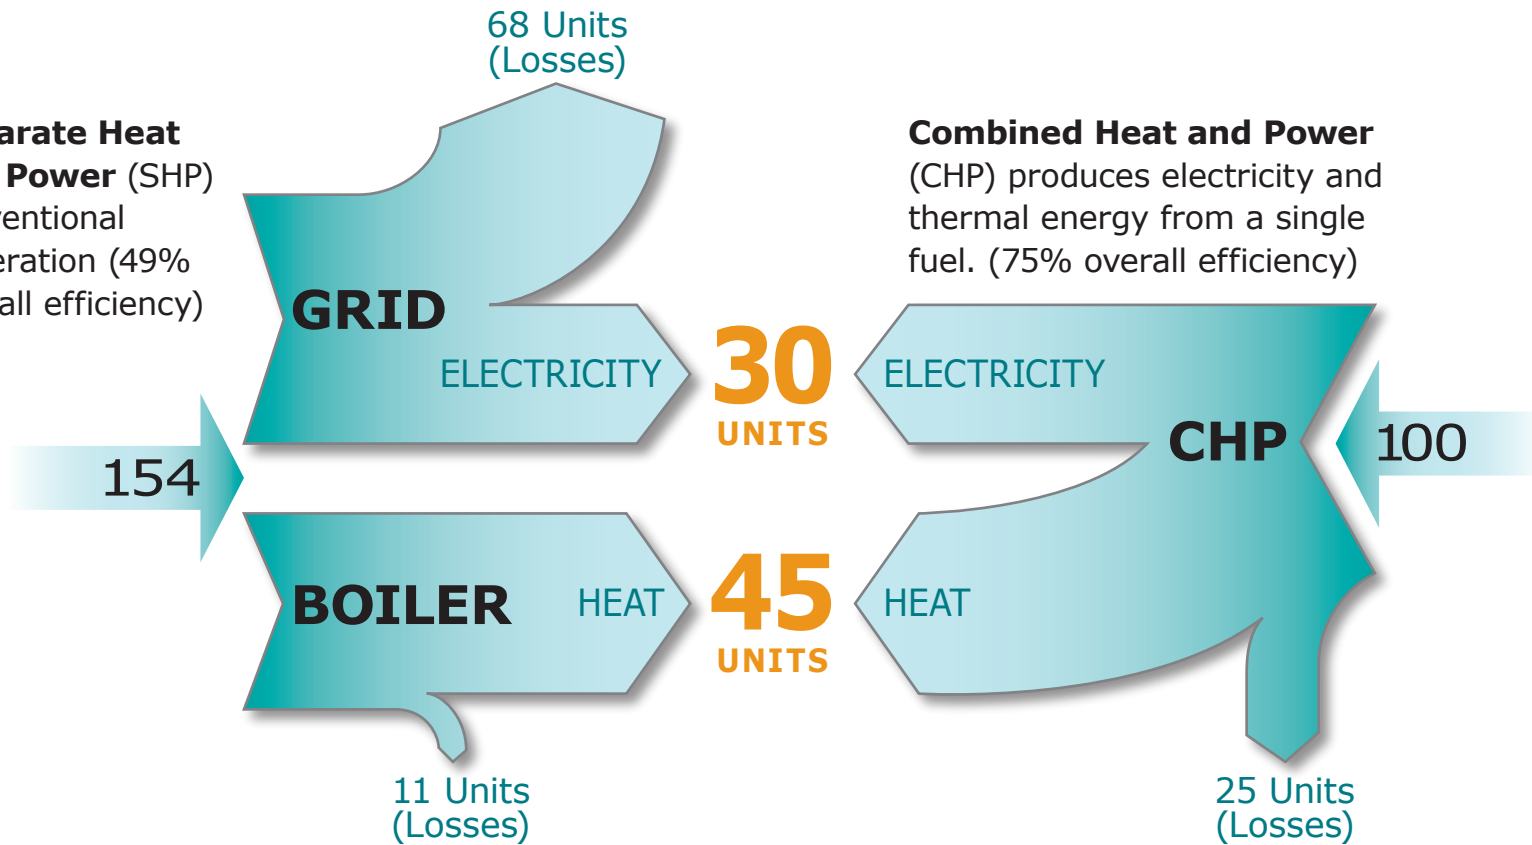 68 Units
(Losses)
arate Heat
Power (SHP)
ventional
eration (49%
all efficiency)
Combined Heat and Power
(CHP) produces electricity and
thermal energy from a single
fuel. (75% overall efficiency)
GRID
ELECTRICITY
30
UNITS
ELECTRICITY
CHP
154
100
BOILER
HEAT
45
UNITS
HEAT
11 Units
(Losses)
25 Units
(Losses)